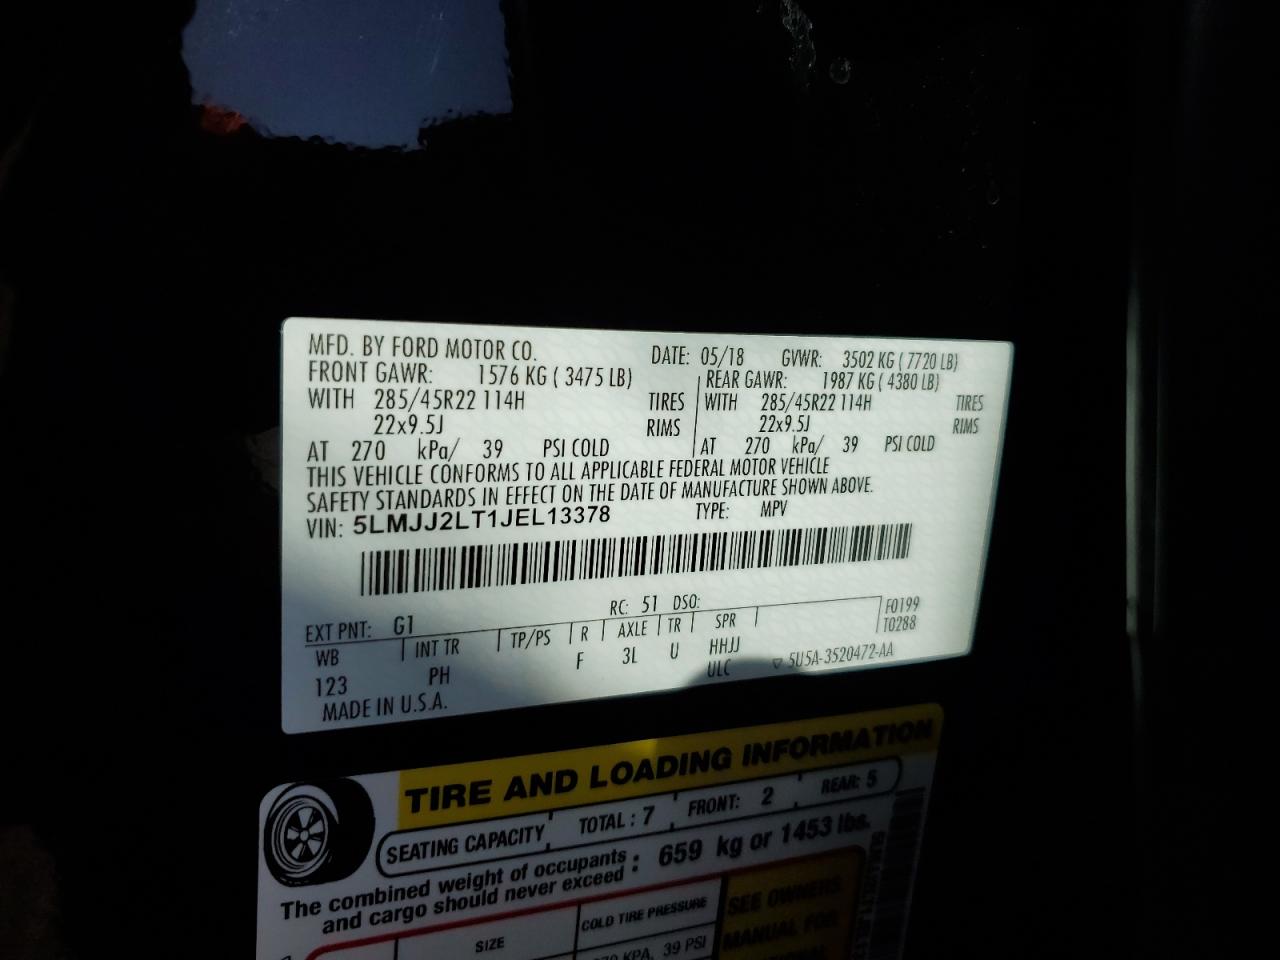 MFD. BY FORD MOTOR CO. DATE: 05/18 GVWR: 3502 KG ( 7720 LB)
FRONT GAWR: 1576 KG ( 3475 LB) REAR GAWR: 1987 KG ( 4380 LB)
WITH 285/45R22 114H TIRES WITH 285/45R22 114H TIRES
22x9.5J RIMS 22x9.5J RIMS
AT 270 kPa/ 39 PSI COLD AT 270 kPa/ 39 PSI COLD
THIS VEHICLE CONFORMS TO ALL APPLICABLE FEDERAL MOTOR VEHICLE
SAFETY STANDARDS IN EFFECT ON THE DATE OF MANUFACTURE SHOWN ABOVE.
VIN: 5LMJJ2LT1JEL13378 TYPE: MPV
EXT PNT: G1 RC: 51 DSO: F0199
WB INT TR TP/PS R AXLE TR SPR T0288
123 PH F 3L U HHJJ
ULC ▽ 5U5A-3520472-AA
MADE IN U.S.A.
TIRE AND LOADING INFORMATION
SEATING CAPACITY TOTAL : 7 FRONT: 2 REAR: 5
The combined weight of occupants
and cargo should never exceed : 659 kg or 1453 lbs.
SIZE COLD TIRE PRESSURE SEE OWNERS
KPA, 39 PSI MANUAL FOR